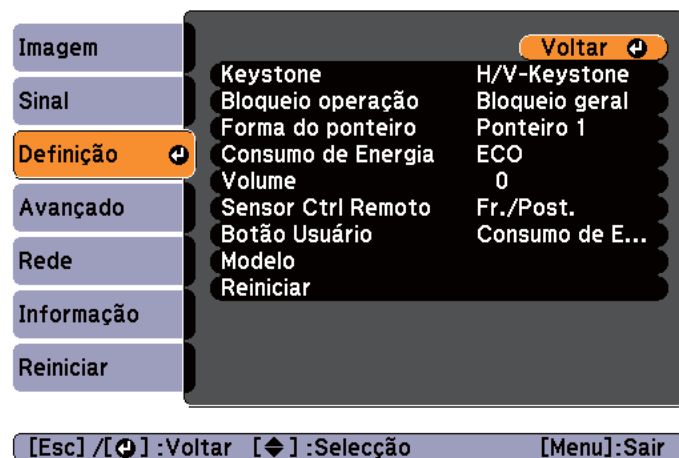 Imagem
Sinal
Definição
Avançado
Rede
Informação
Reiniciar
Voltar
Keystone H/V-Keystone
Bloqueio operação Bloqueio geral
Forma do ponteiro Ponteiro 1
Consumo de Energia ECO
Volume 0
Sensor Ctrl Remoto Fr./Post.
Botão Usuário Consumo de E...
Modelo
Reiniciar
[Esc] /[⏎] :Voltar [◆] :Selecção [Menu]:Sair